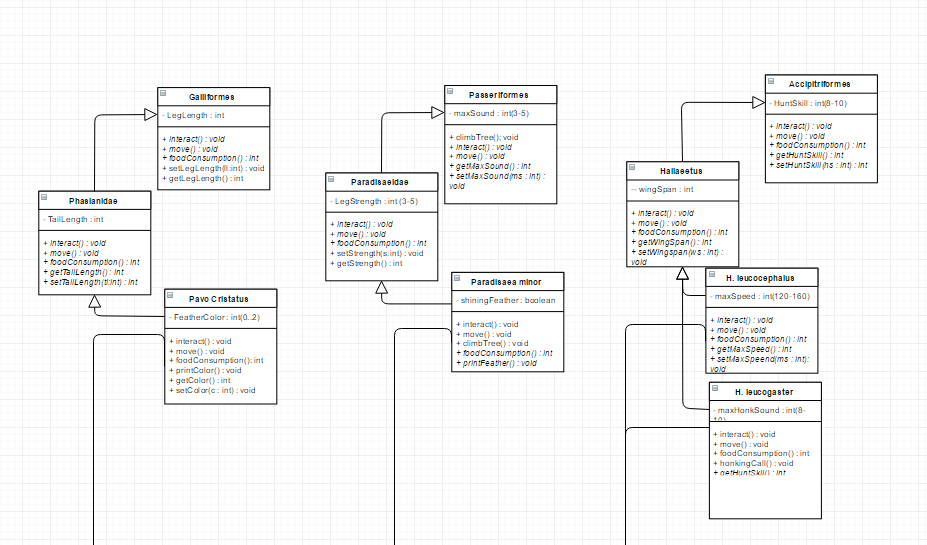 Galliformes
- LegLength : int
+ interact() : void
+ move() : void
+ foodConsumption() : int
+ setLegLength(l:int) : void
+ getLegLength() : int
Phasianidae
- TailLength : int
+ interact() : void
+ move() : void
+ foodConsumption() : int
+ getTailLength() : int
+ setTailLength(tl:int)
Pavo Cristatus
- FeatherColor : int(0..2)
+ interact() : void
+ move() : void
+ foodConsumption(): int
+ printColor() : void
+ getColor() : int
+ setColor(c : int) : void
Passeriformes
- maxSound : int(3-5)
+ climbTree(); void
+ interact() : void
+ move() : void
+ getMaxSound() : int
+ setMaxSound(ms : int) :
void
Paradisaeidae
- LegStrength : int (3-5)
+ interact() : void
+ move() : void
+ foodConsumption() : int
+ setStrength(s:int) : void
+ getStrength() : int
Paradisaea minor
- shiningFeather : boolean
+ interact() : void
+ move() : void
+ climbTree() : void
+ foodConsumption() : int
+ printFeather() : void
Accipitriformes
- HuntSkill : int(8-10)
+ interact() : void
+ move() : void
+ foodConsumption() : int
+ getHuntSkill() : int
+ setHuntSkill(hs : int) : int
Haliaeetus
-- wingSpan : int
+ interact() : void
+ move() : void
+ foodConsumption() : int
+ getWingSpan() : int
+ setWingspan(ws : int) :
void
H. leucocephalus
- maxSpeed : int(120-160)
+ interact() : void
+ move() : void
+ foodConsumption() : int
+ getMaxSpeed() : int
+ setMaxSpeend(ms : int):
void
H. leucogaster
- maxHonkSound : int(8-
10)
+ interact() : void
+ move() : void
+ foodConsumption() : int
+ honkingCall() : void
+ getHuntSkill() : int